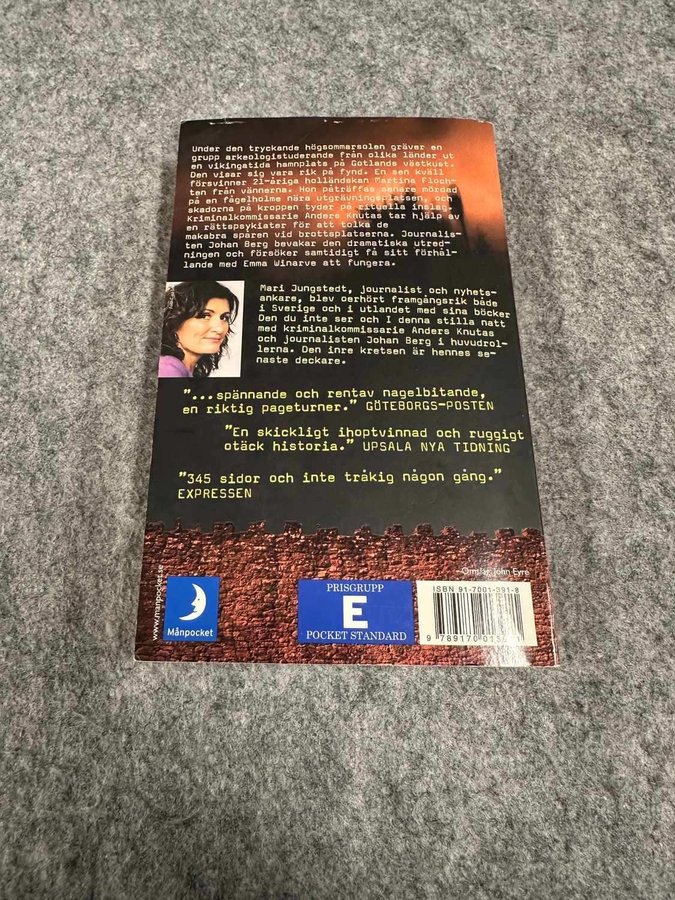 Under den tryckande högsommarsolen gräver en
grupp arkeologistuderande från olika länder ut
en vikingatida hamnplats på Gotlands västkust.
Den visar sig vara rik på fynd. En sen kväll
försvinner 21-åriga holländskan Martina Floch-
ten från vännerna. Hon påträffas senare mördad
på en fågelholme nära utgrävningsplatsen, och
skadorna på kroppen tyder på rituella inslag.
Kriminalkommissarie Anders Knutas tar hjälp av
en rättspsykiater för att tolka de
makabra spåren vid brottsplatserna. Journalis-
ten Johan Berg bevakar den dramatiska utred-
ningen och försöker samtidigt få sitt förhål-
lande med Emma Winarve att fungera.
Mari Jungstedt, journalist och nyhets-
ankare, blev oerhört framgångsrik både
i Sverige och i utlandet med sina böcker
Den du inte ser och I denna stilla natt
med kriminalkommissarie Anders Knutas
och journalisten Johan Berg i huvudrol-
lerna. Den inre kretsen är hennes se-
naste deckare.
"...spännande och rentav nagelbitande,
en riktig pageturner." GÖTEBORGS-POSTEN
"En skickligt ihoptvinnad och ruggigt
otäck historia." UPSALA NYA TIDNING
"345 sidor och inte tråkig någon gång."
EXPRESSEN
Omslag: John Eyre
www.manpocket.se
Månpocket
PRISGRUPP
E
POCKET STANDARD
ISBN 91-7001-391-8